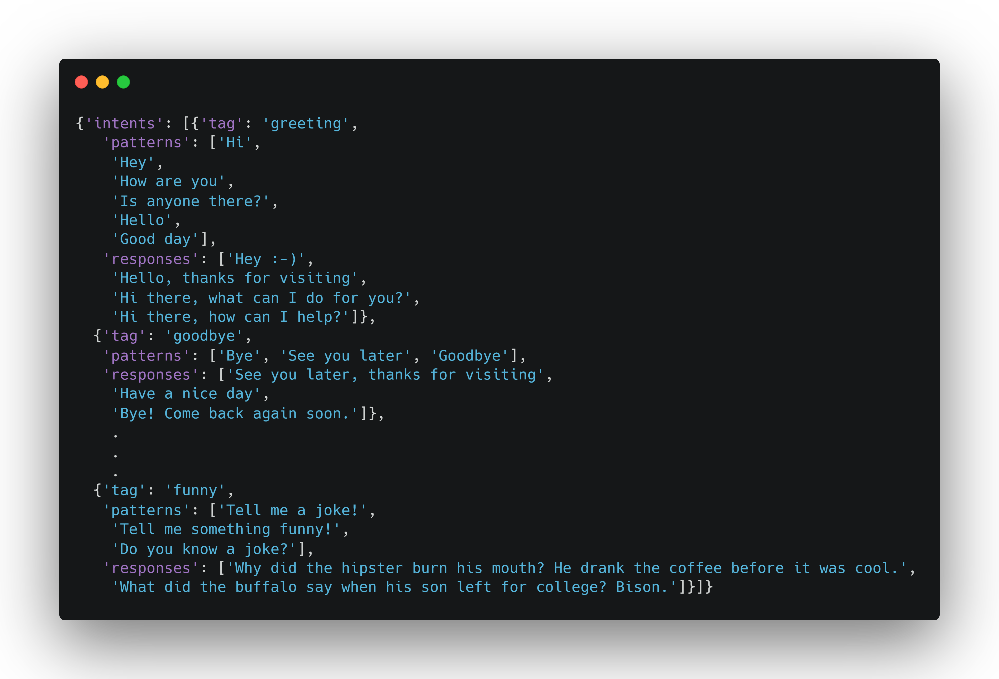 {'intents': [{'tag': 'greeting',
   'patterns': ['Hi',
    'Hey',
    'How are you',
    'Is anyone there?',
    'Hello',
    'Good day'],
   'responses': ['Hey :-)',
    'Hello, thanks for visiting',
    'Hi there, what can I do for you?',
    'Hi there, how can I help?']},
  {'tag': 'goodbye',
   'patterns': ['Bye', 'See you later', 'Goodbye'],
   'responses': ['See you later, thanks for visiting',
    'Have a nice day',
    'Bye! Come back again soon.']},
    .
    .
    .
  {'tag': 'funny',
   'patterns': ['Tell me a joke!',
    'Tell me something funny!',
    'Do you know a joke?'],
   'responses': ['Why did the hipster burn his mouth? He drank the coffee before it was cool.',
    'What did the buffalo say when his son left for college? Bison.']}]}